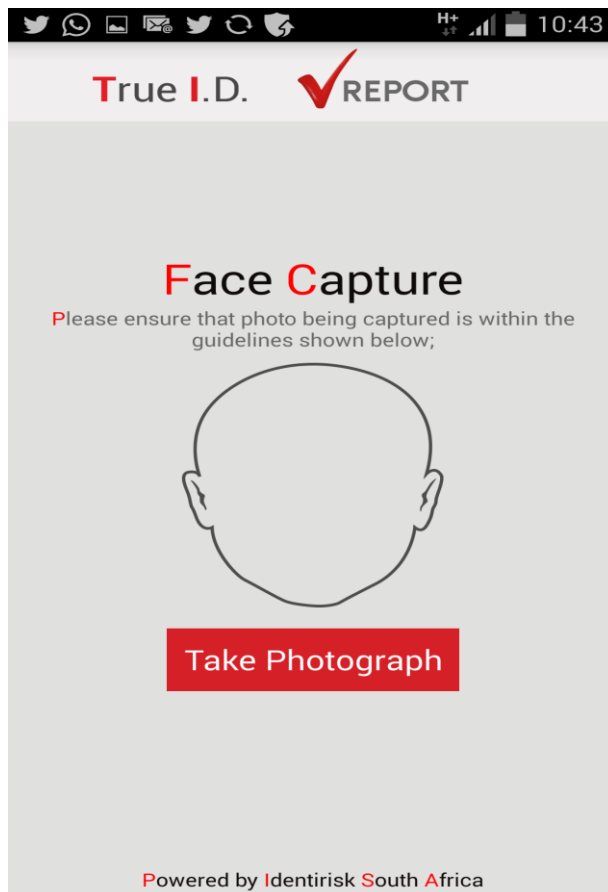 H+ 10:43
True I.D. REPORT
Face Capture
Please ensure that photo being captured is within the
guidelines shown below;
Take Photograph
Powered by Identirisk South Africa